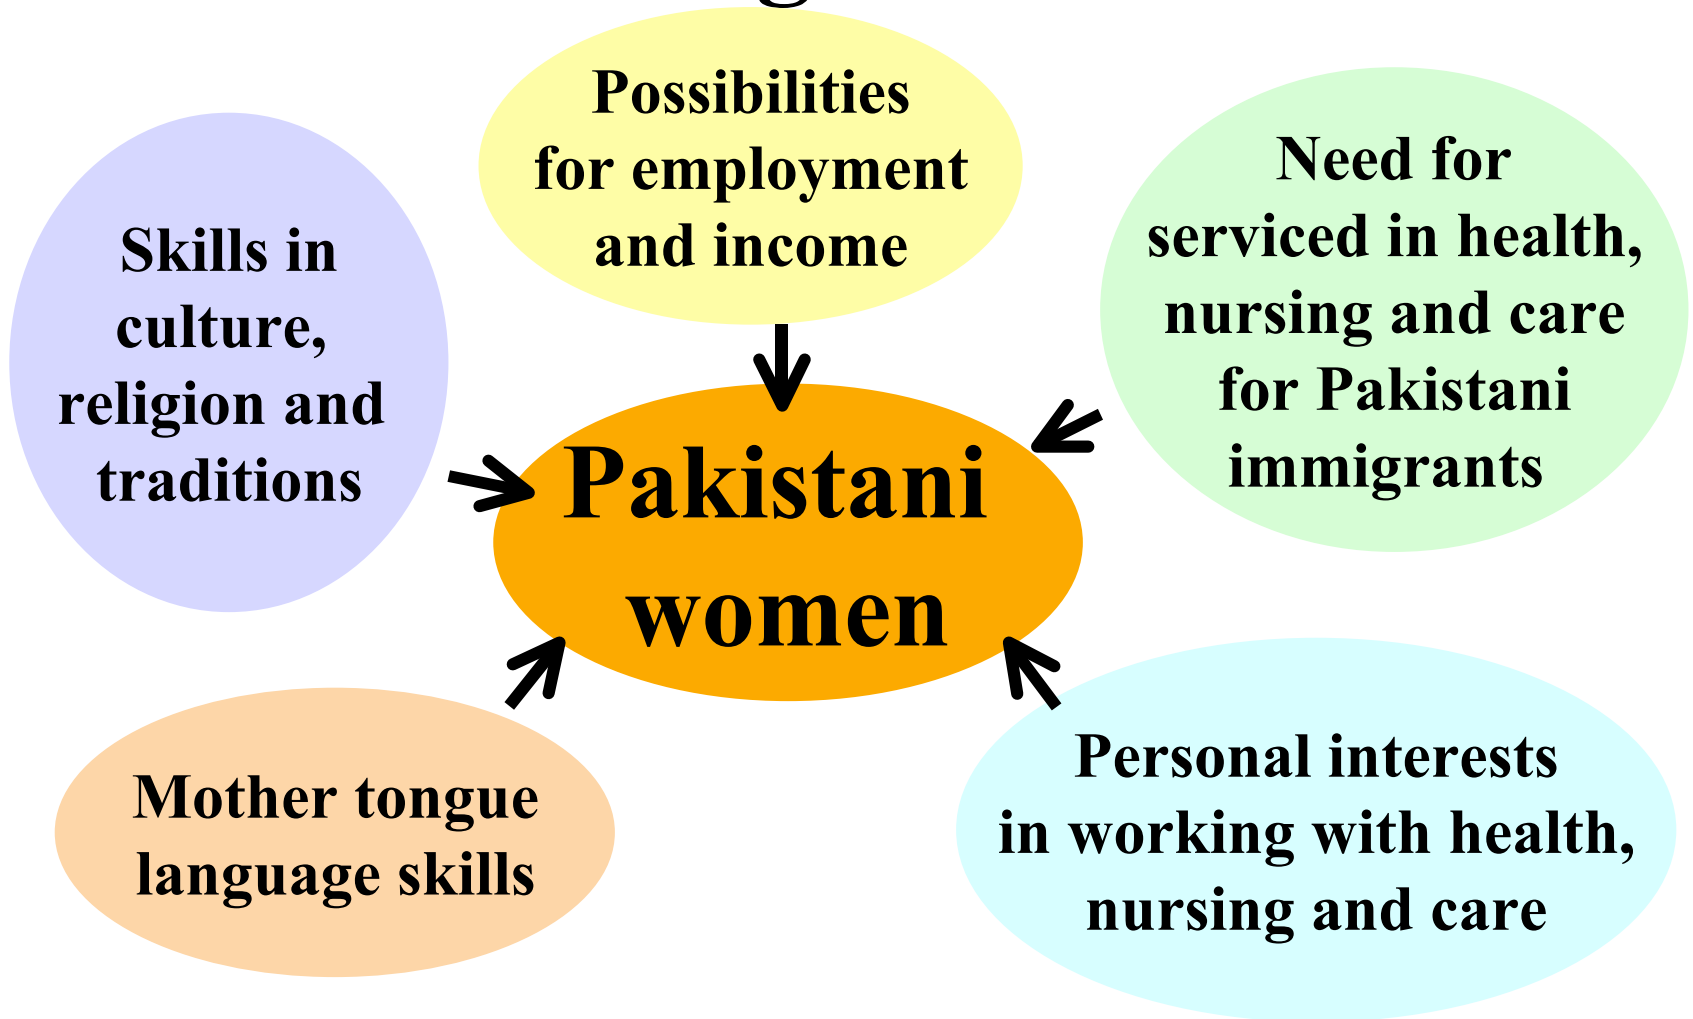 Possibilities
for employment
and income
Need for
serviced in health,
nursing and care
for Pakistani
immigrants
Skills in
culture,
religion and
traditions
Pakistani
women
Mother tongue
language skills
Personal interests
in working with health,
nursing and care